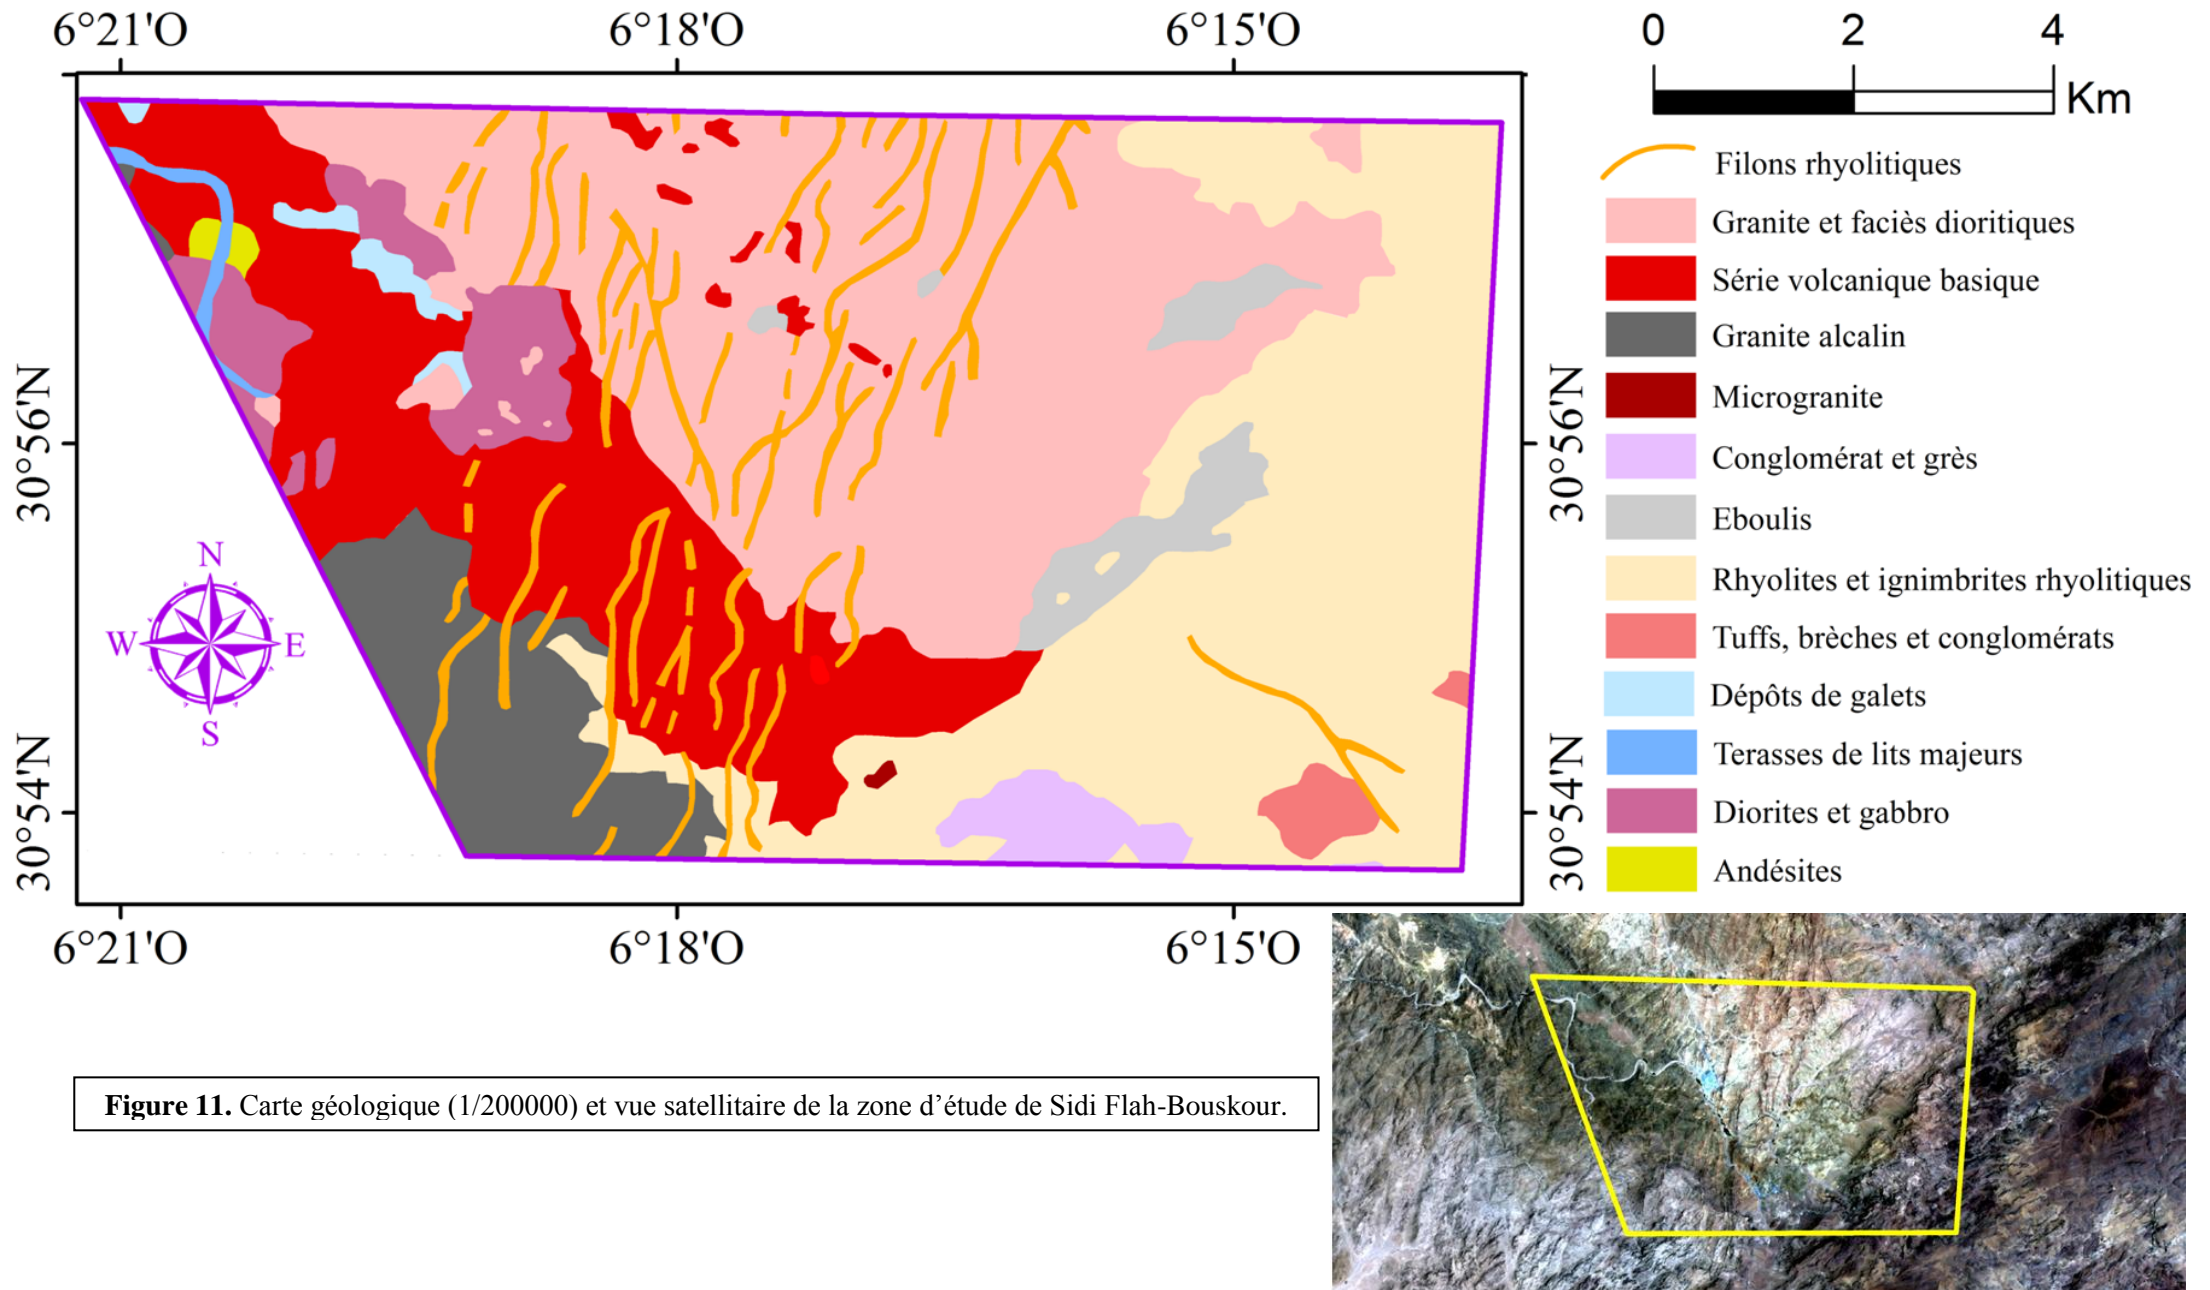 6°21'O 6°18'O 6°15'O
0 2 4
Km
Filons rhyolitiques
Granite et faciès dioritiques
Série volcanique basique
Granite alcalin
Microgranite
Conglomérat et grès
Eboulis
Rhyolites et ignimbrites rhyolitiques
Tuffs, brèches et conglomérats
Dépôts de galets
Terasses de lits majeurs
Diorites et gabbro
Andésites
30°56'N
30°54'N
30°56'N
30°54'N
N
W E
S
6°21'O 6°18'O 6°15'O
Figure 11. Carte géologique (1/200000) et vue satellitaire de la zone d'étude de Sidi Flah-Bouskour.